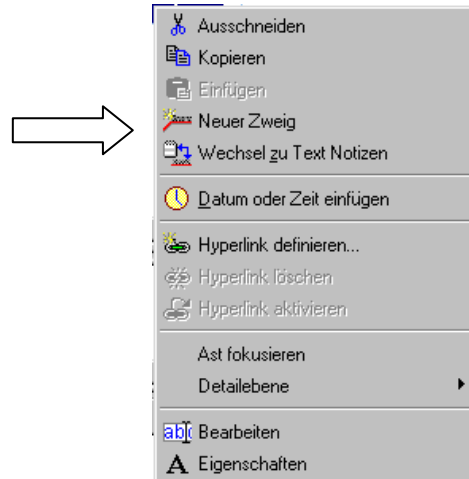 Ausschneiden
Kopieren
Einfügen
Neuer Zweig
Wechsel zu Text Notizen
Datum oder Zeit einfügen
Hyperlink definieren...
Hyperlink löschen
Hyperlink aktivieren
Ast fokusieren
Detailebene
Bearbeiten
Eigenschaften